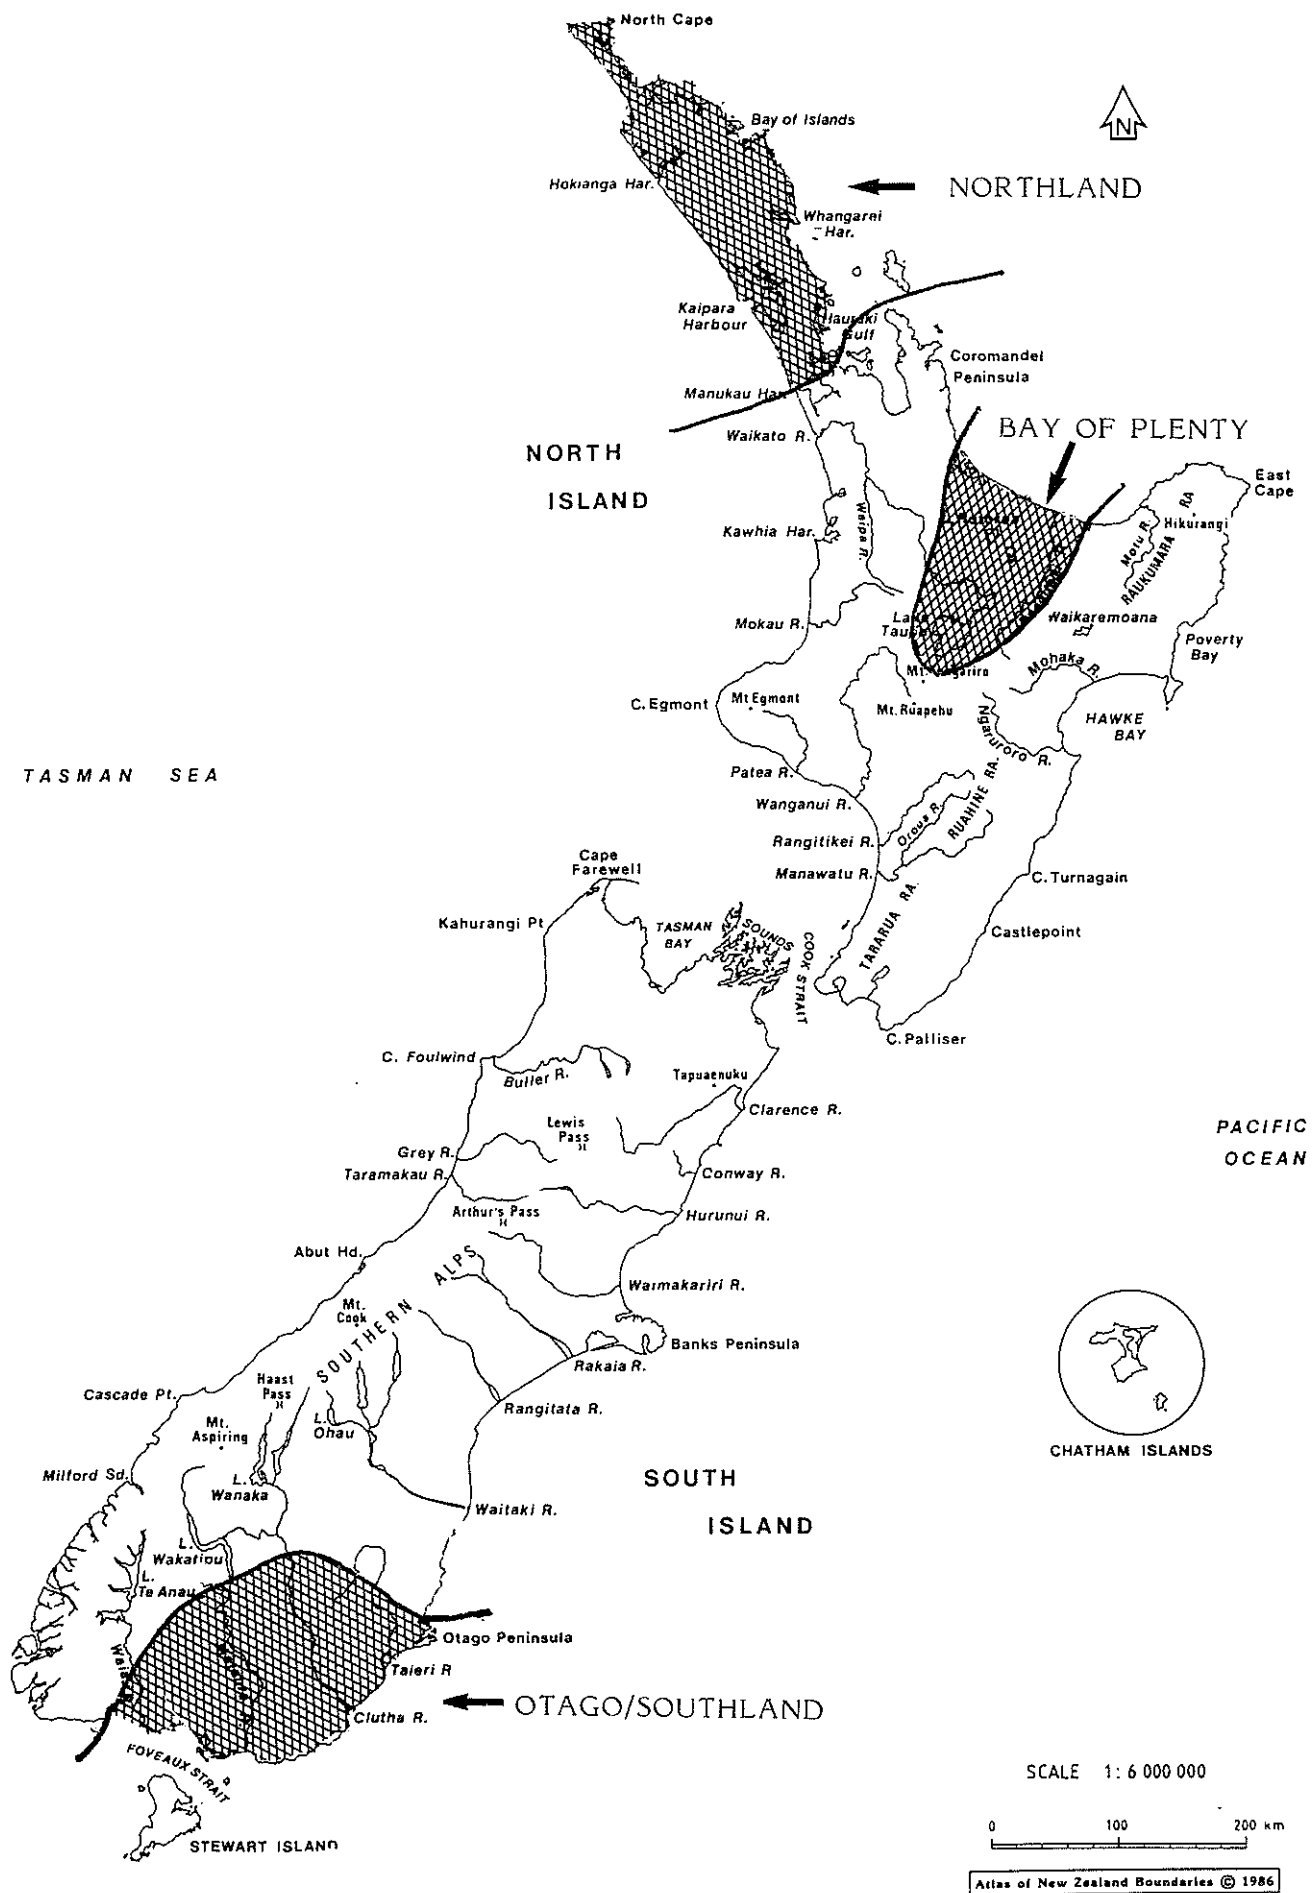 North Cape
N
Bay of Islands
Hokianga Har.
NORTHLAND
Whangarei
Har.
Kaipara
Harbour
Hauraki
Gulf
Coromandel
Peninsula
Manukau Har.
Waikato R.
BAY OF PLENTY
NORTH
ISLAND
East
Cape
Hikurangi
Motu R.
RAUKUMARA RA
Kawhia Har.
Waipa R.
Mokau R.
Lake
Taupo
Waikaremoana
Poverty
Bay
Mohaka R.
C. Egmont
Mt Egmont
Mt. Ruapehu
Ngaruroro R.
HAWKE
BAY
TASMAN SEA
Patea R.
Wanganui R.
Rangitikei R.
Oroua R.
RUAHINE RA.
Manawatu R.
C. Turnagain
Cape
Farewell
Kahurangi Pt
TASMAN
BAY
SOUNDS
COOK STRAIT
TARARUA RA.
Castlepoint
C. Palliser
C. Foulwind
Buller R.
Tapuaenuku
Clarence R.
Lewis
Pass
PACIFIC
OCEAN
Grey R.
Taramakau R.
Conway R.
Arthur's Pass
Hurunui R.
Abut Hd.
SOUTHERN ALPS
Waimakariri R.
Mt.
Cook
Banks Peninsula
Rakaia R.
Haast
Pass
Cascade Pt.
Rangitata R.
Mt.
Aspiring
L.
Ohau
CHATHAM ISLANDS
Milford Sd.
L.
Wanaka
SOUTH
ISLAND
Waitaki R.
L.
Wakatipu
L.
Te Anau
Otago Peninsula
Taieri R
Clutha R.
OTAGO/SOUTHLAND
FOVEAUX STRAIT
STEWART ISLAND
SCALE 1: 6 000 000
0 100 200 km
Atlas of New Zealand Boundaries © 1986